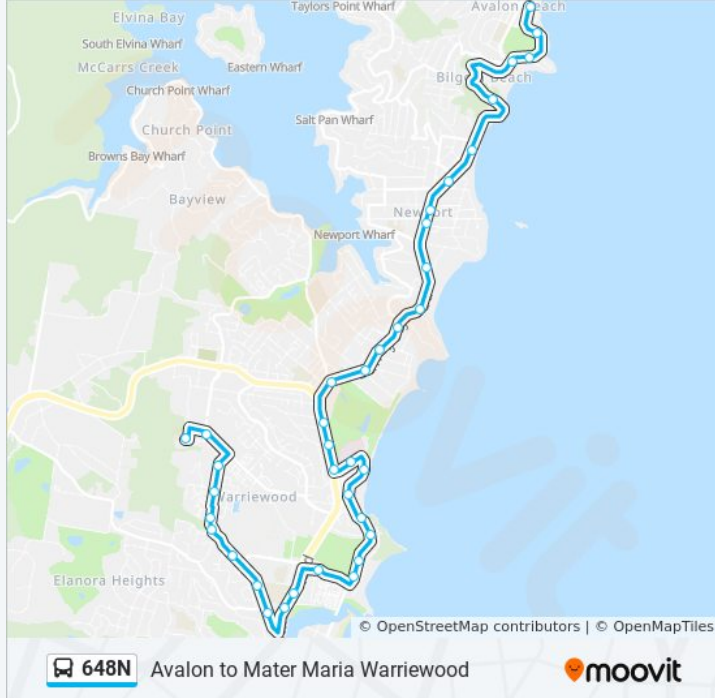 Elvina Bay
Taylors Point Wharf
Avalon Beach
South Elvina Wharf
McCarrs Creek
Eastern Wharf
Bilgola Beach
Church Point Wharf
Salt Pan Wharf
Church Point
Browns Bay Wharf
Bayview
Newport
Newport Wharf
Warriewood
Elanora Heights
© OpenStreetMap contributors | © OpenMapTiles
648N Avalon to Mater Maria Warriewood moovit